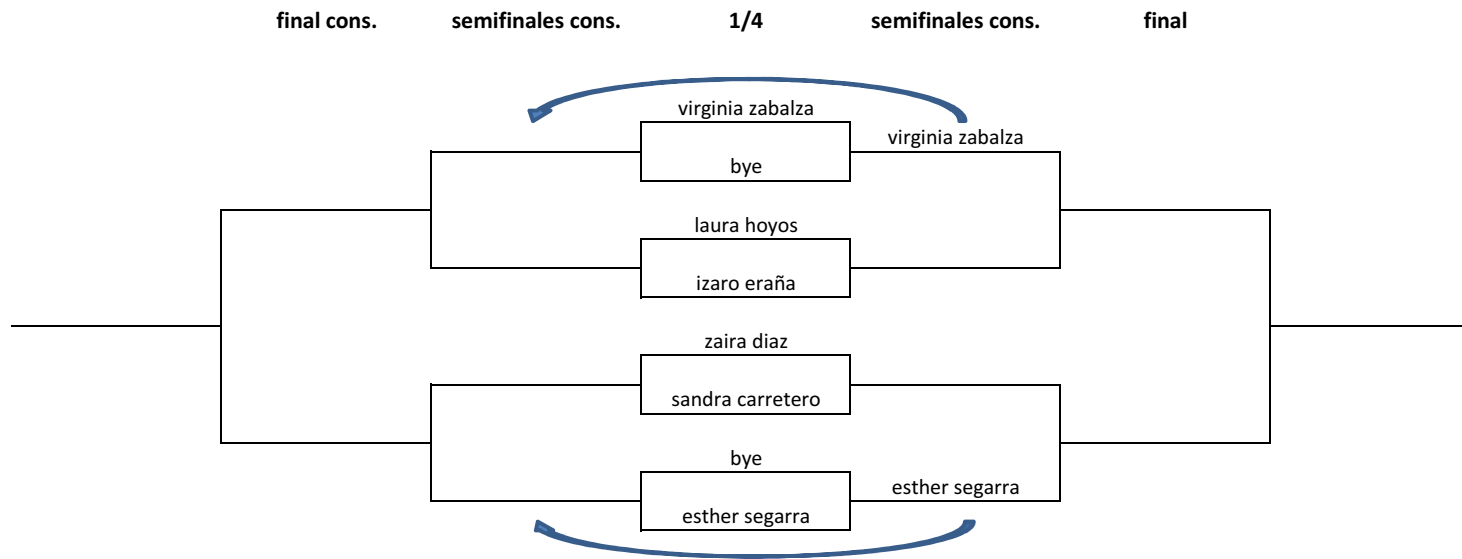 final cons. semifinales cons. 1/4 semifinales cons. final
virginia zabalza
virginia zabalza
bye
laura hoyos
izaro eraña
zaira diaz
sandra carretero
bye
esther segarra
esther segarra